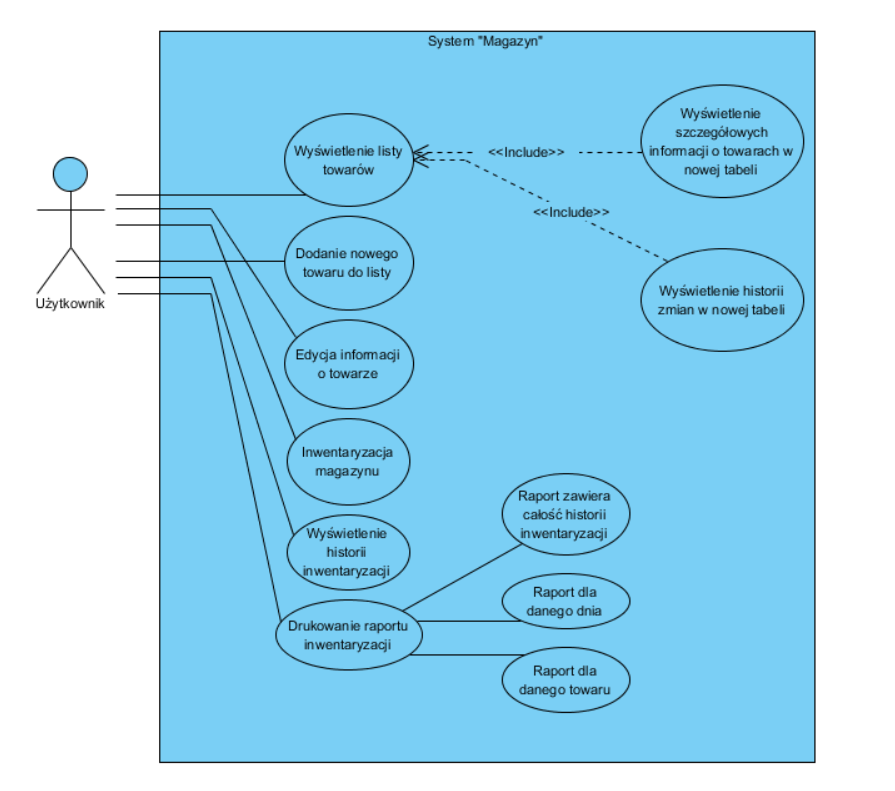 System "Magazyn"
Wyświetlenie listy
towarów
<<Include>>
Wyświetlenie
szczegółowych
informacji o towarach w
nowej tabeli
<<Include>>
Dodanie nowego
towaru do listy
Wyświetlenie historii
zmian w nowej tabeli
Użytkownik
Edycja informacji
o towarze
Inwentaryzacja
magazynu
Wyświetlenie
historii
inwentaryzacji
Raport zawiera
całość historii
inwentaryzacji
Drukowanie raportu
inwentaryzacji
Raport dla
danego dnia
Raport dla
danego towaru